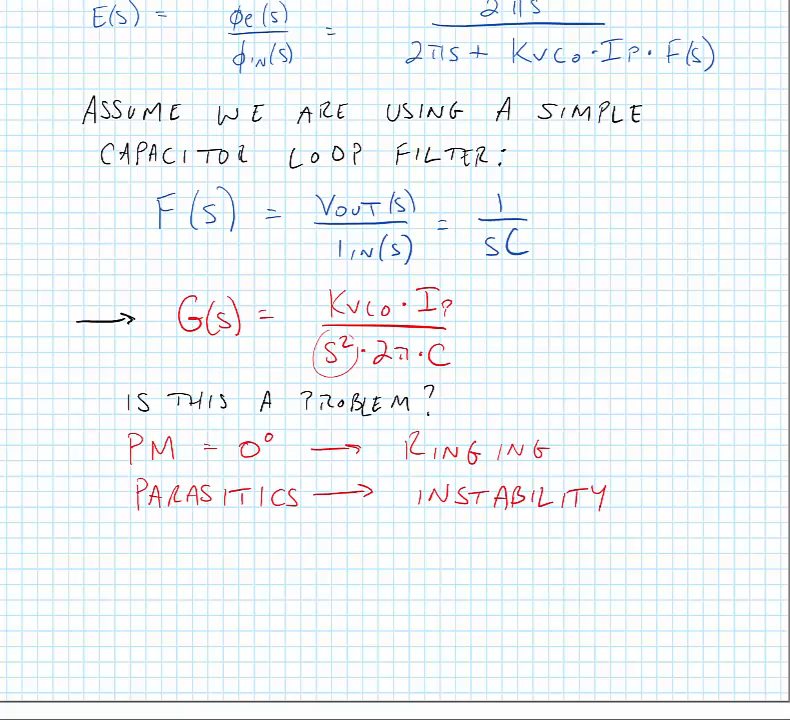 E(s) = ϕe(s)/ϕIN(s) = 2πs/(2πs + KVCO·IP·F(s))
ASSUME WE ARE USING A SIMPLE
CAPACITOR LOOP FILTER:
F(s) = VOUT(s)/IIN(s) = 1/sC
→ G(s) = KVCO·IP/(s²·2π·C)
IS THIS A PROBLEM?
PM = 0° → RINGING
PARASITICS → INSTABILITY